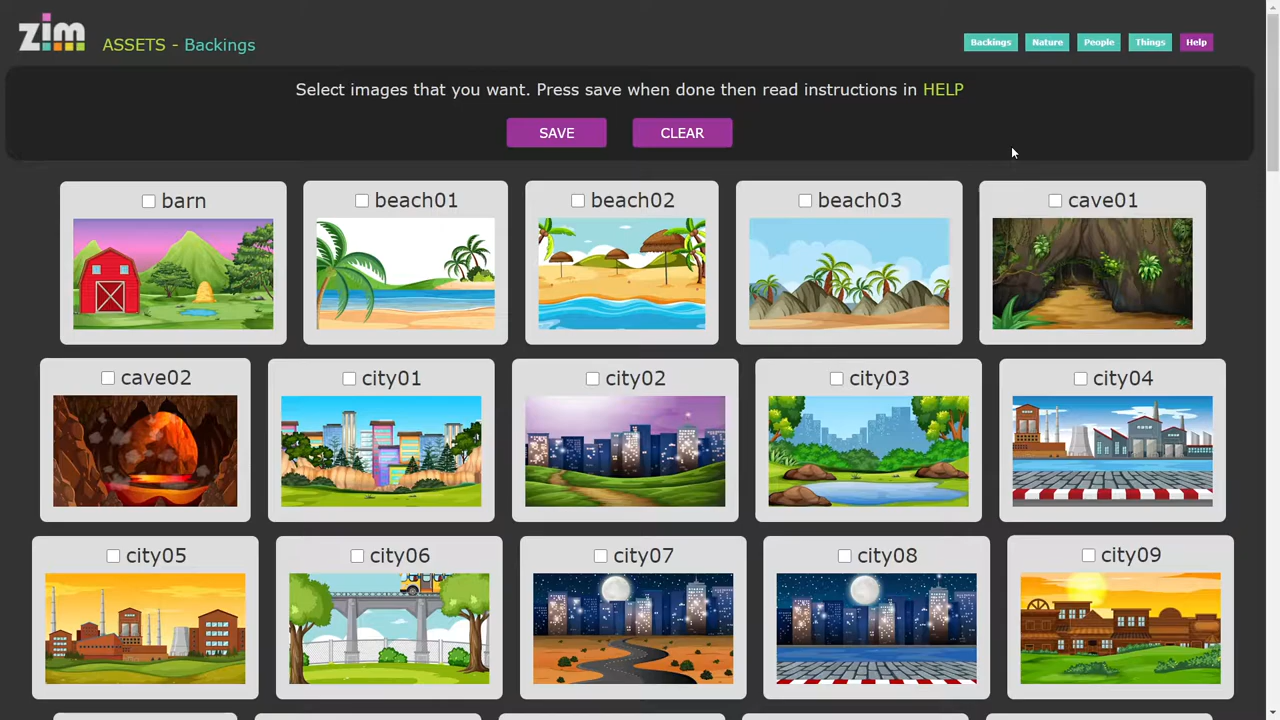 zim ASSETS - Backings
Backings Nature People Things Help
Select images that you want. Press save when done then read instructions in HELP
SAVE CLEAR
barn beach01 beach02 beach03 cave01
cave02 city01 city02 city03 city04
city05 city06 city07 city08 city09